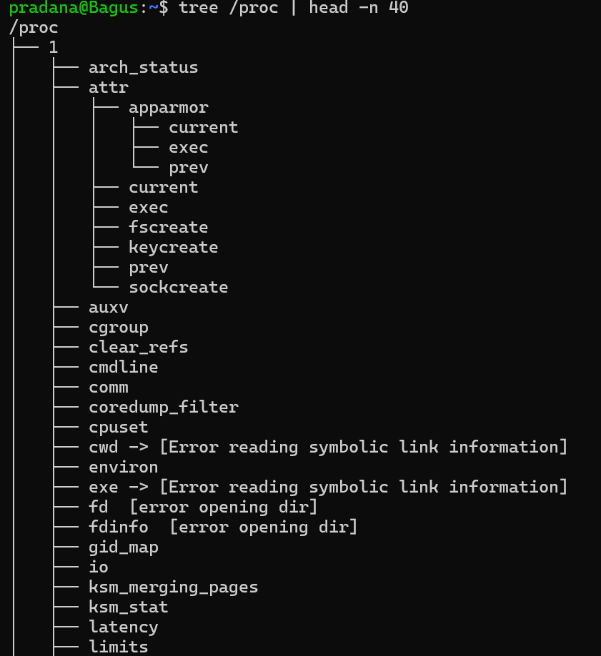 pradana@Bagus:~$ tree /proc | head -n 40
/proc
├── 1
│   ├── arch_status
│   ├── attr
│   │   ├── apparmor
│   │   │   ├── current
│   │   │   ├── exec
│   │   │   └── prev
│   │   ├── current
│   │   ├── exec
│   │   ├── fscreate
│   │   ├── keycreate
│   │   ├── prev
│   │   └── sockcreate
│   ├── auxv
│   ├── cgroup
│   ├── clear_refs
│   ├── cmdline
│   ├── comm
│   ├── coredump_filter
│   ├── cpuset
│   ├── cwd -> [Error reading symbolic link information]
│   ├── environ
│   ├── exe -> [Error reading symbolic link information]
│   ├── fd  [error opening dir]
│   ├── fdinfo  [error opening dir]
│   ├── gid_map
│   ├── io
│   ├── ksm_merging_pages
│   ├── ksm_stat
│   ├── latency
│   ├── limits